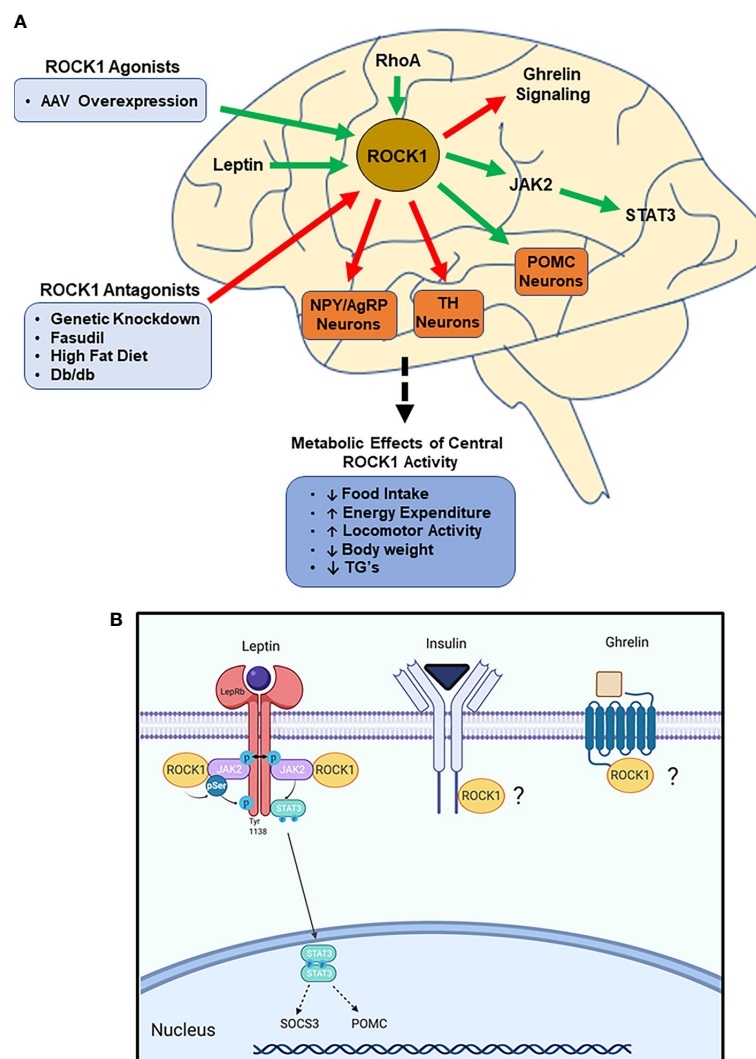 A
ROCK1 Agonists
• AAV Overexpression
RhoA
Ghrelin
Signaling
ROCK1
Leptin
JAK2
STAT3
ROCK1 Antagonists
• Genetic Knockdown
• Fasudil
• High Fat Diet
• Db/db
NPY/AgRP
Neurons
TH
Neurons
POMC
Neurons
Metabolic Effects of Central
ROCK1 Activity
• ↓ Food Intake
• ↑ Energy Expenditure
• ↑ Locomotor Activity
• ↓ Body weight
• ↓ TG's
B
Leptin
Insulin
Ghrelin
LepRb
ROCK1
JAK2
P
P
JAK2
ROCK1
pSer
P
STAT3
P
P
Tyr
1138
ROCK1
?
ROCK1
?
STAT3
P
P
STAT3
SOCS3
POMC
Nucleus